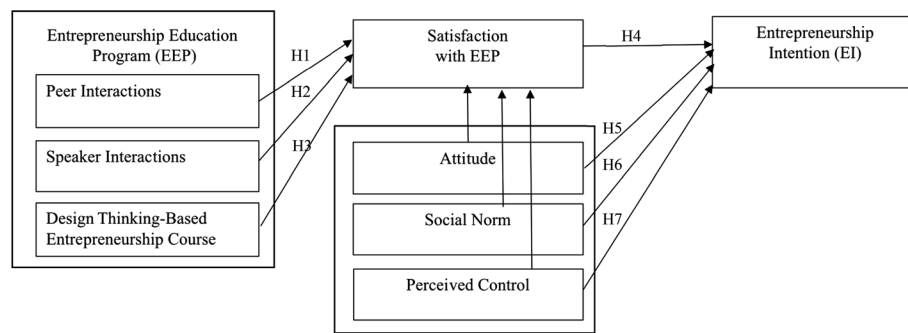 Entrepreneurship Education
Program (EEP)
Peer Interactions
Speaker Interactions
Design Thinking-Based
Entrepreneurship Course
H1
H2
H3
Satisfaction
with EEP
H4
Attitude
Social Norm
Perceived Control
H5
H6
H7
Entrepreneurship
Intention (EI)